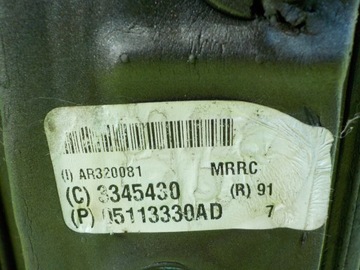 (I) AR320081 MRRC
(C) 3345430 (R) 91
(P) 05113330AD 7